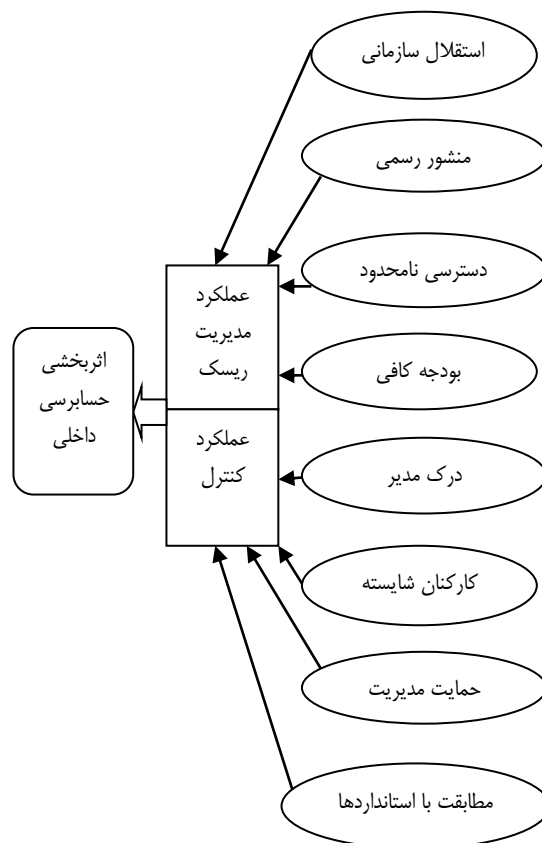 استقلال سازمانی
منشور رسمی
دسترسی نامحدود
بودجه کافی
درک مدیر
کارکنان شایسته
حمایت مدیریت
مطابقت با استانداردها
عملکرد
مدیریت
ریسک
عملکرد
کنترل
اثربخشی
حسابرسی
داخلی